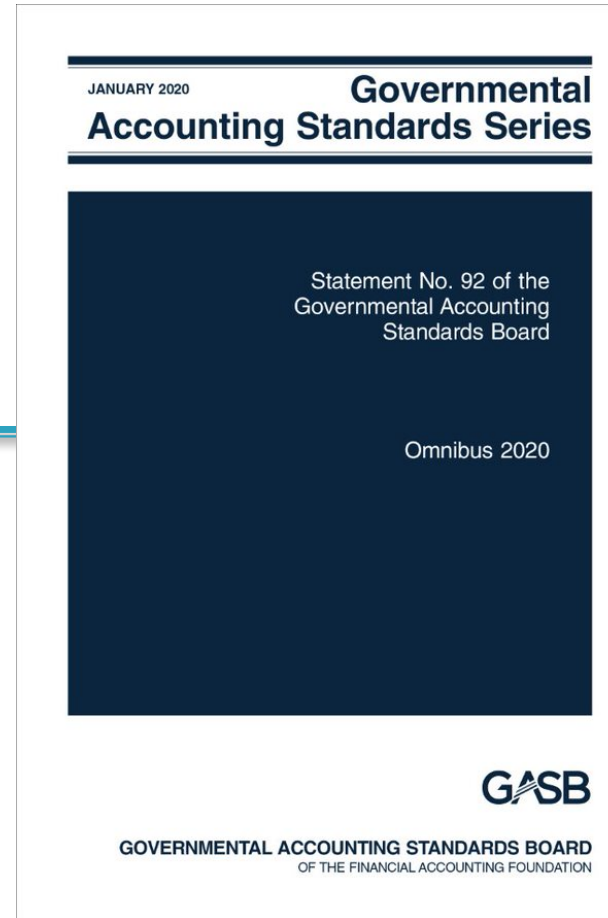 JANUARY 2020
Governmental
Accounting Standards Series
Statement No. 92 of the
Governmental Accounting
Standards Board
Omnibus 2020
GASB
GOVERNMENTAL ACCOUNTING STANDARDS BOARD
OF THE FINANCIAL ACCOUNTING FOUNDATION